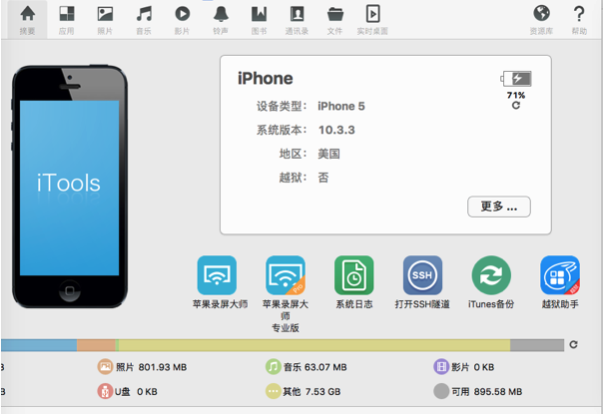 摘要 应用 照片 音乐 影片 铃声 图书 通讯录 文件 实时桌面 资源库 ? 帮助
iTools
iPhone
71%
设备类型： iPhone 5
系统版本： 10.3.3
地区： 美国
越狱： 否
更多 ...
SSH
苹果录屏大师 苹果录屏大师 专业版 系统日志 打开SSH隧道 iTunes备份 越狱助手
B 照片 801.93 MB 音乐 63.07 MB 影片 0 KB
B U盘 0 KB 其他 7.53 GB 可用 895.58 MB